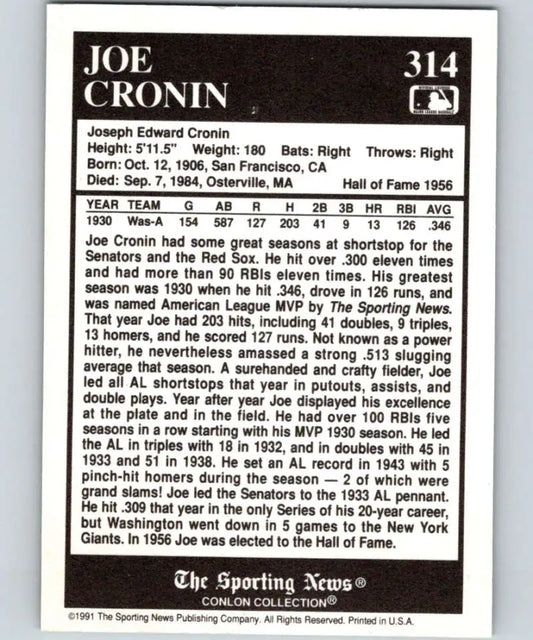 JOE
CRONIN
314
Joseph Edward Cronin
Height: 5'11.5" Weight: 180 Bats: Right Throws: Right
Born: Oct. 12, 1906, San Francisco, CA
Died: Sep. 7, 1984, Osterville, MA Hall of Fame 1956
YEAR TEAM G AB R H 2B 3B HR RBI AVG
1930 Was-A 154 587 127 203 41 9 13 126 .346
Joe Cronin had some great seasons at shortstop for the
Senators and the Red Sox. He hit over .300 eleven times
and had more than 90 RBIs eleven times. His greatest
season was 1930 when he hit .346, drove in 126 runs, and
was named American League MVP by The Sporting News.
That year Joe had 203 hits, including 41 doubles, 9 triples,
13 homers, and he scored 127 runs. Not known as a power
hitter, he nevertheless amassed a strong .513 slugging
average that season. A surehanded and crafty fielder, Joe
led all AL shortstops that year in putouts, assists, and
double plays. Year after year Joe displayed his excellence
at the plate and in the field. He had over 100 RBIs five
seasons in a row starting with his MVP 1930 season. He led
the AL in triples with 18 in 1932, and in doubles with 45 in
1933 and 51 in 1938. He set an AL record in 1943 with 5
pinch-hit homers during the season — 2 of which were
grand slams! Joe led the Senators to the 1933 AL pennant.
He hit .309 that year in the only Series of his 20-year career,
but Washington went down in 5 games to the New York
Giants. In 1956 Joe was elected to the Hall of Fame.
The Sporting News®
CONLON COLLECTION®
©1991 The Sporting News Publishing Company. All Rights Reserved. Printed in U.S.A.